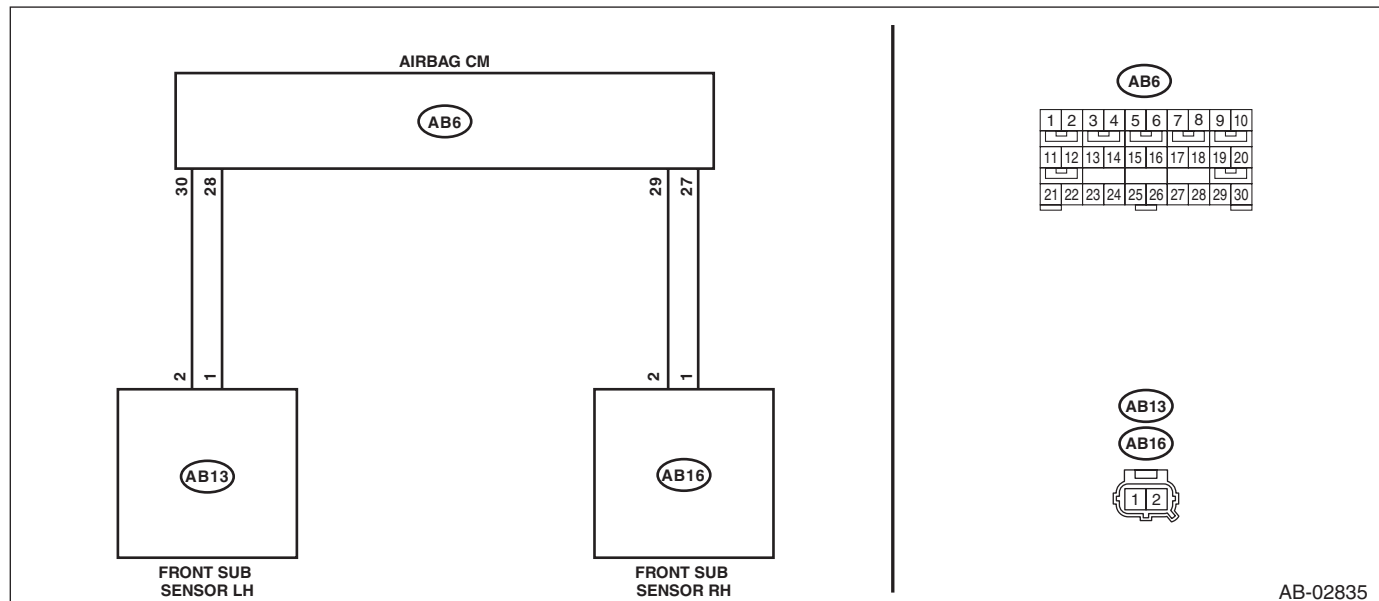 AIRBAG CM
AB6
30 28 29 27
2 1 2 1
AB13 AB16
FRONT SUB
SENSOR LH
FRONT SUB
SENSOR RH
AB6
1 2 3 4 5 6 7 8 9 10
11 12 13 14 15 16 17 18 19 20
21 22 23 24 25 26 27 28 29 30
AB13
AB16
1 2
AB-02835